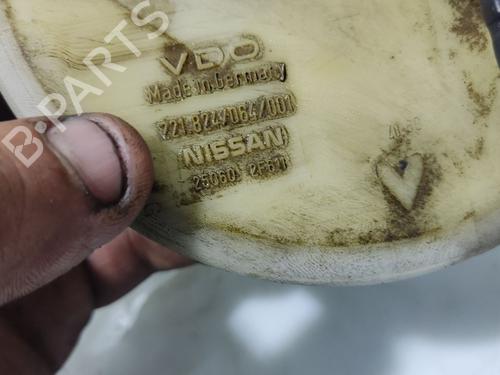 B-PARTS
VDO
Made in Germany
221.824/064/001
NISSAN
25060